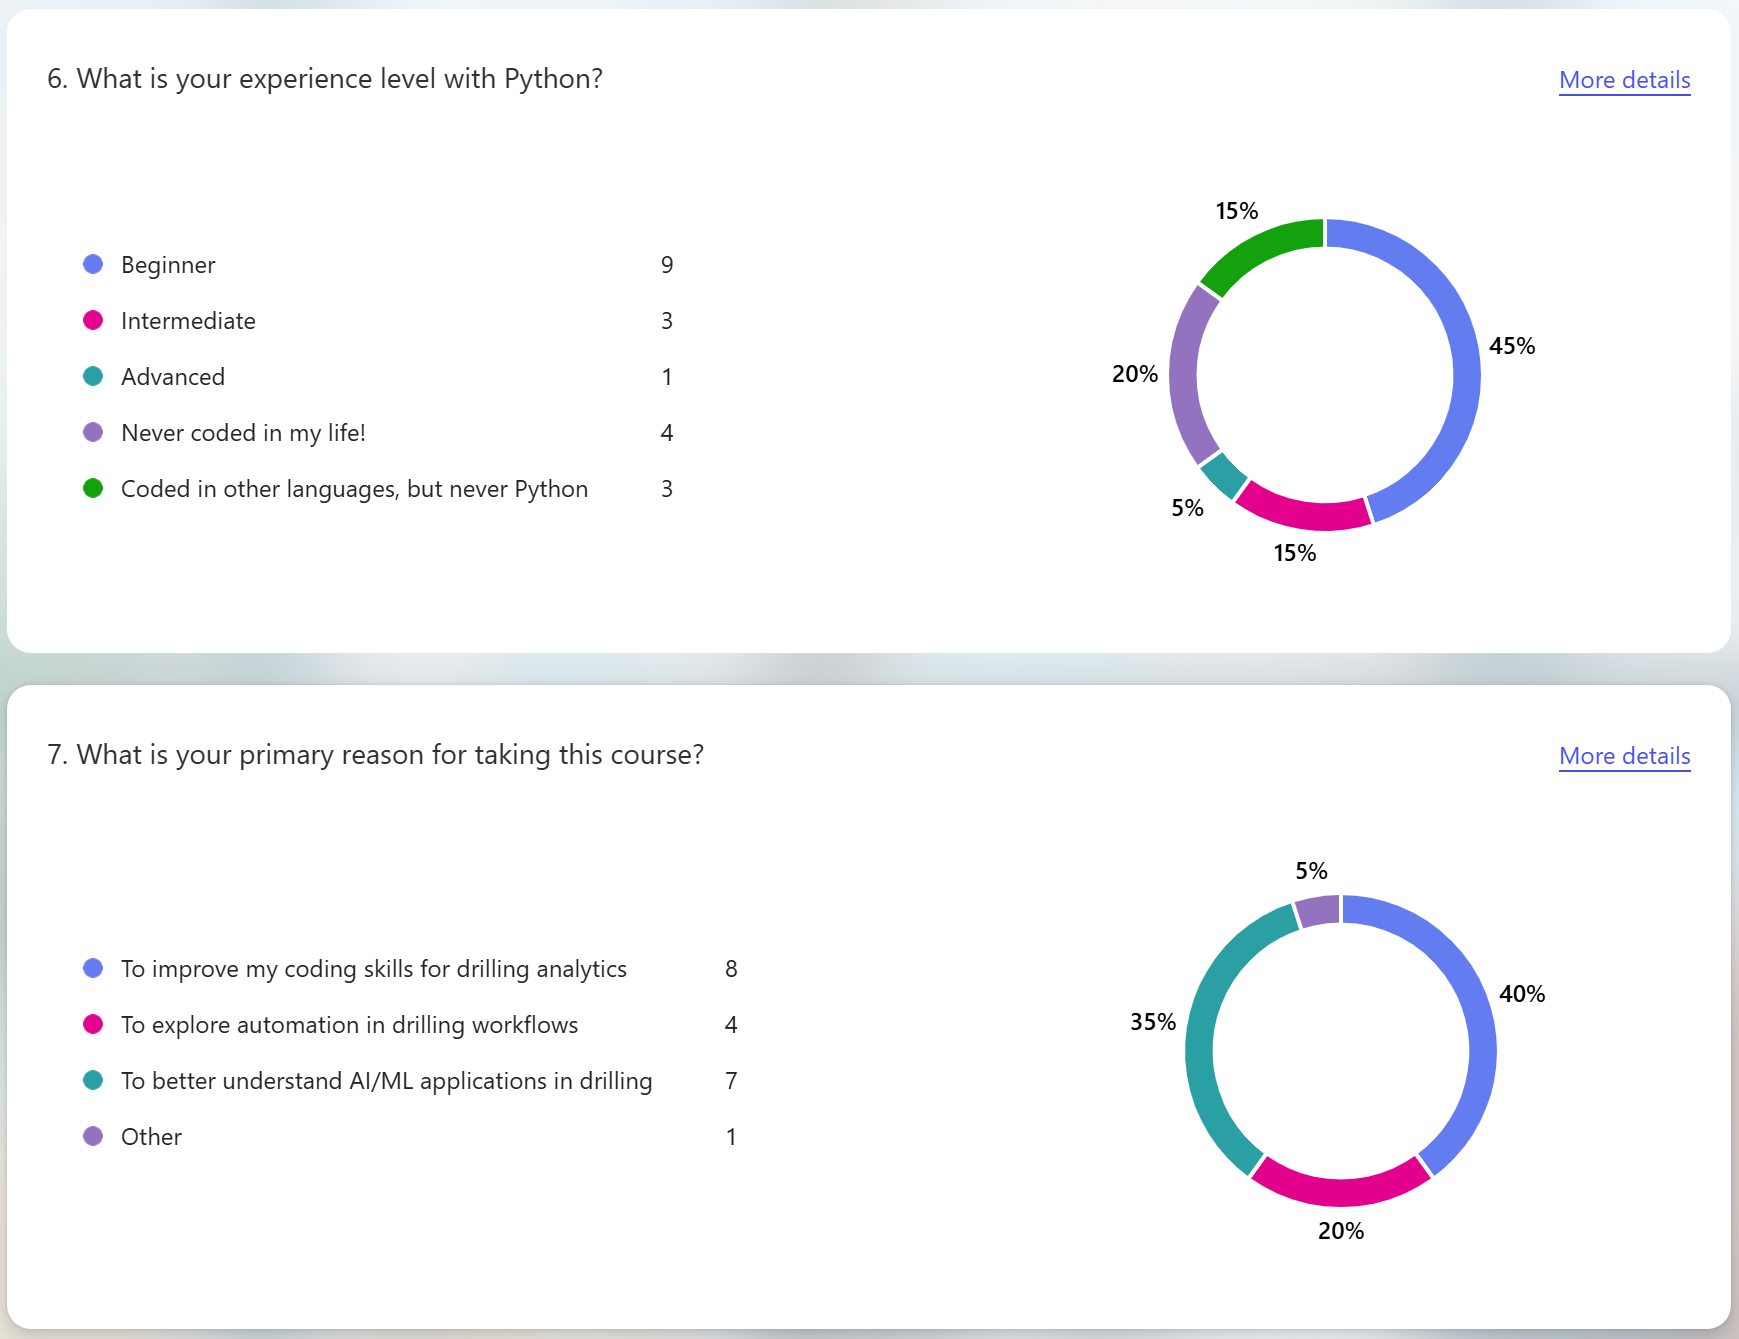 6. What is your experience level with Python?
More details
Beginner 9
Intermediate 3
Advanced 1
Never coded in my life! 4
Coded in other languages, but never Python 3
15%
45%
20%
5%
15%
7. What is your primary reason for taking this course?
More details
To improve my coding skills for drilling analytics 8
To explore automation in drilling workflows 4
To better understand AI/ML applications in drilling 7
Other 1
5%
40%
35%
20%